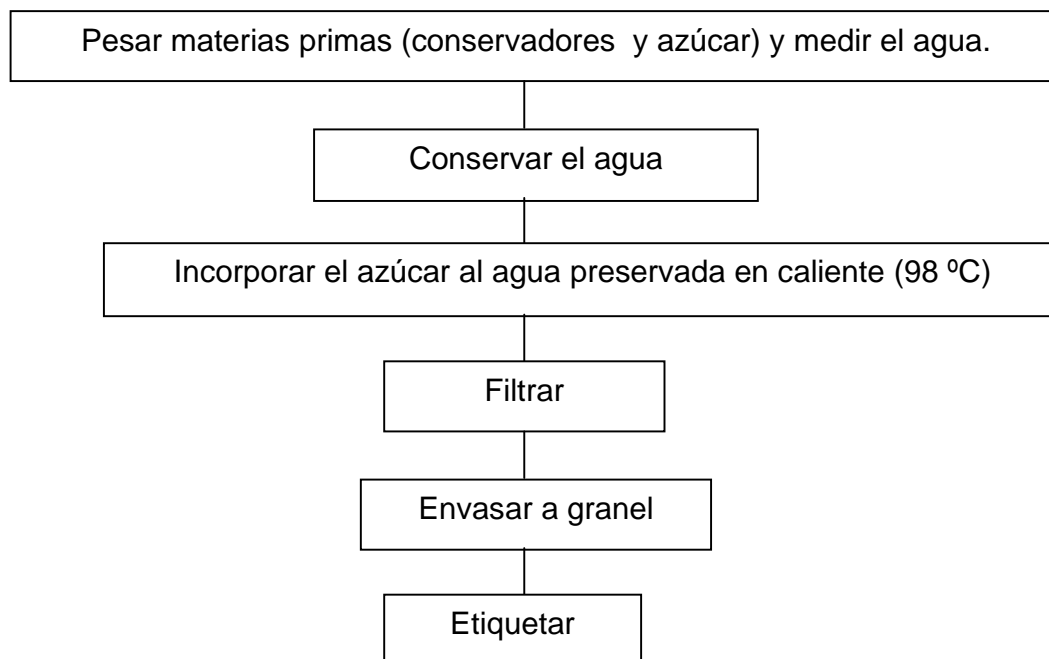 Pesar materias primas (conservadores  y azúcar) y medir el agua.
Conservar el agua
Incorporar el azúcar al agua preservada en caliente (98 ºC)
Filtrar
Envasar a granel
Etiquetar